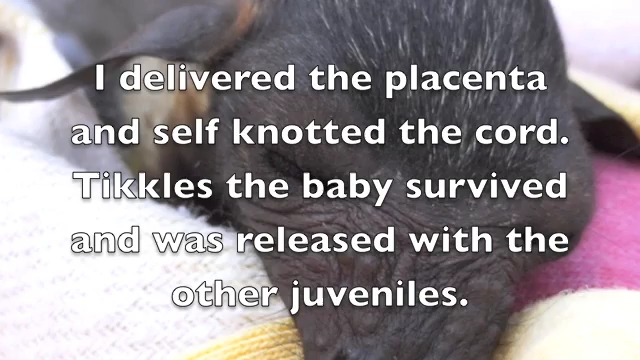 I delivered the placenta
and self knotted the cord.
Tikkles the baby survived
and was released with the
other juveniles.